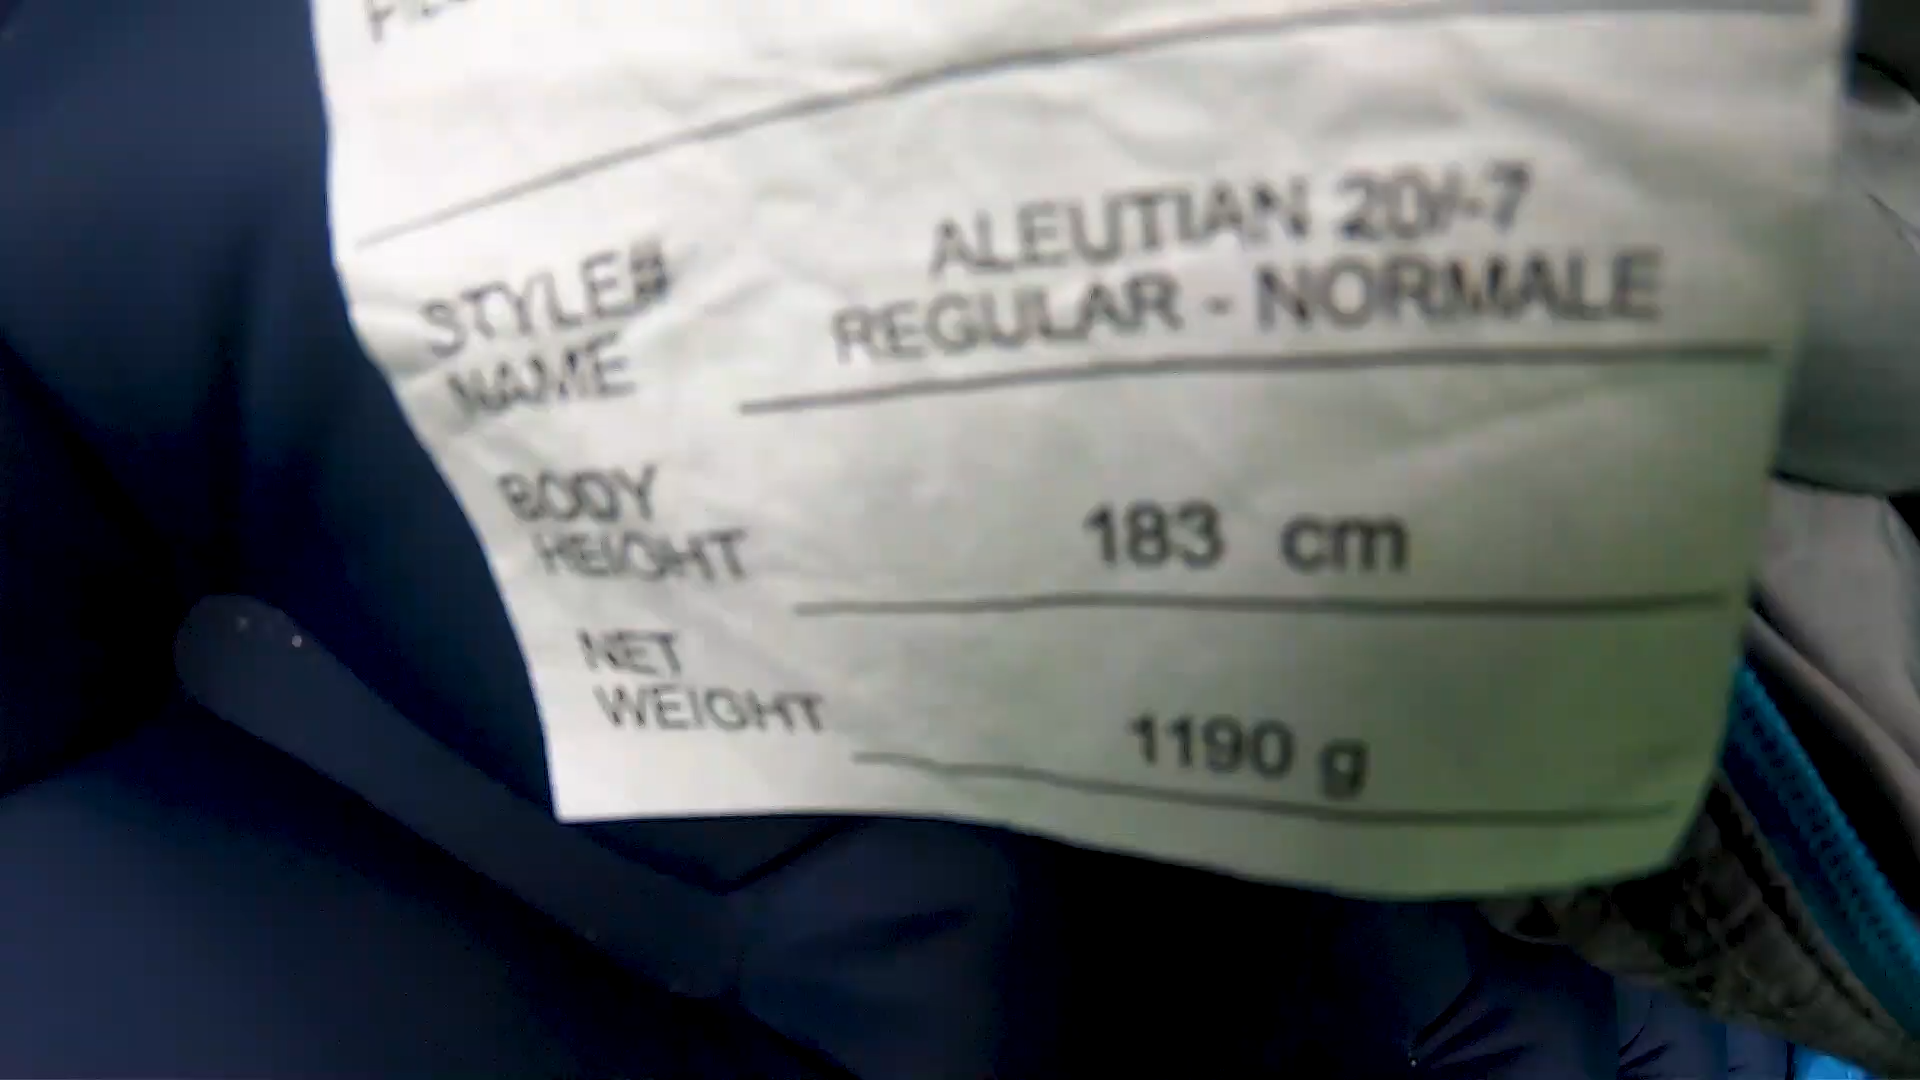 STYLE# ALEUTIAN 20/-7
NAME REGULAR - NORMALE
BODY
HEIGHT 183 cm
NET
WEIGHT 1190 g